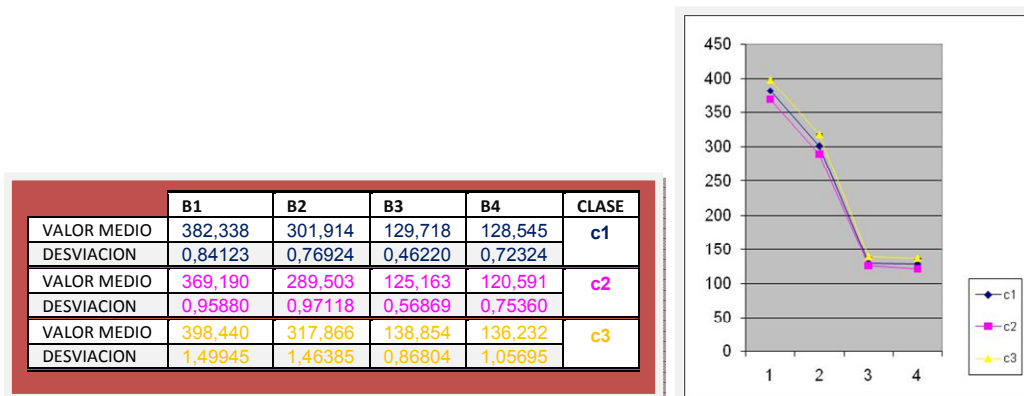 B1 B2 B3 B4 CLASE
VALOR MEDIO 382,338 301,914 129,718 128,545 c1
DESVIACION 0,84123 0,76924 0,46220 0,72324
VALOR MEDIO 369,190 289,503 125,163 120,591 c2
DESVIACION 0,95880 0,97118 0,56869 0,75360
VALOR MEDIO 398,440 317,866 138,854 136,232 c3
DESVIACION 1,49945 1,46385 0,86804 1,05695
450
400
350
300
250
200
150
100
50
0
1 2 3 4
c1
c2
c3